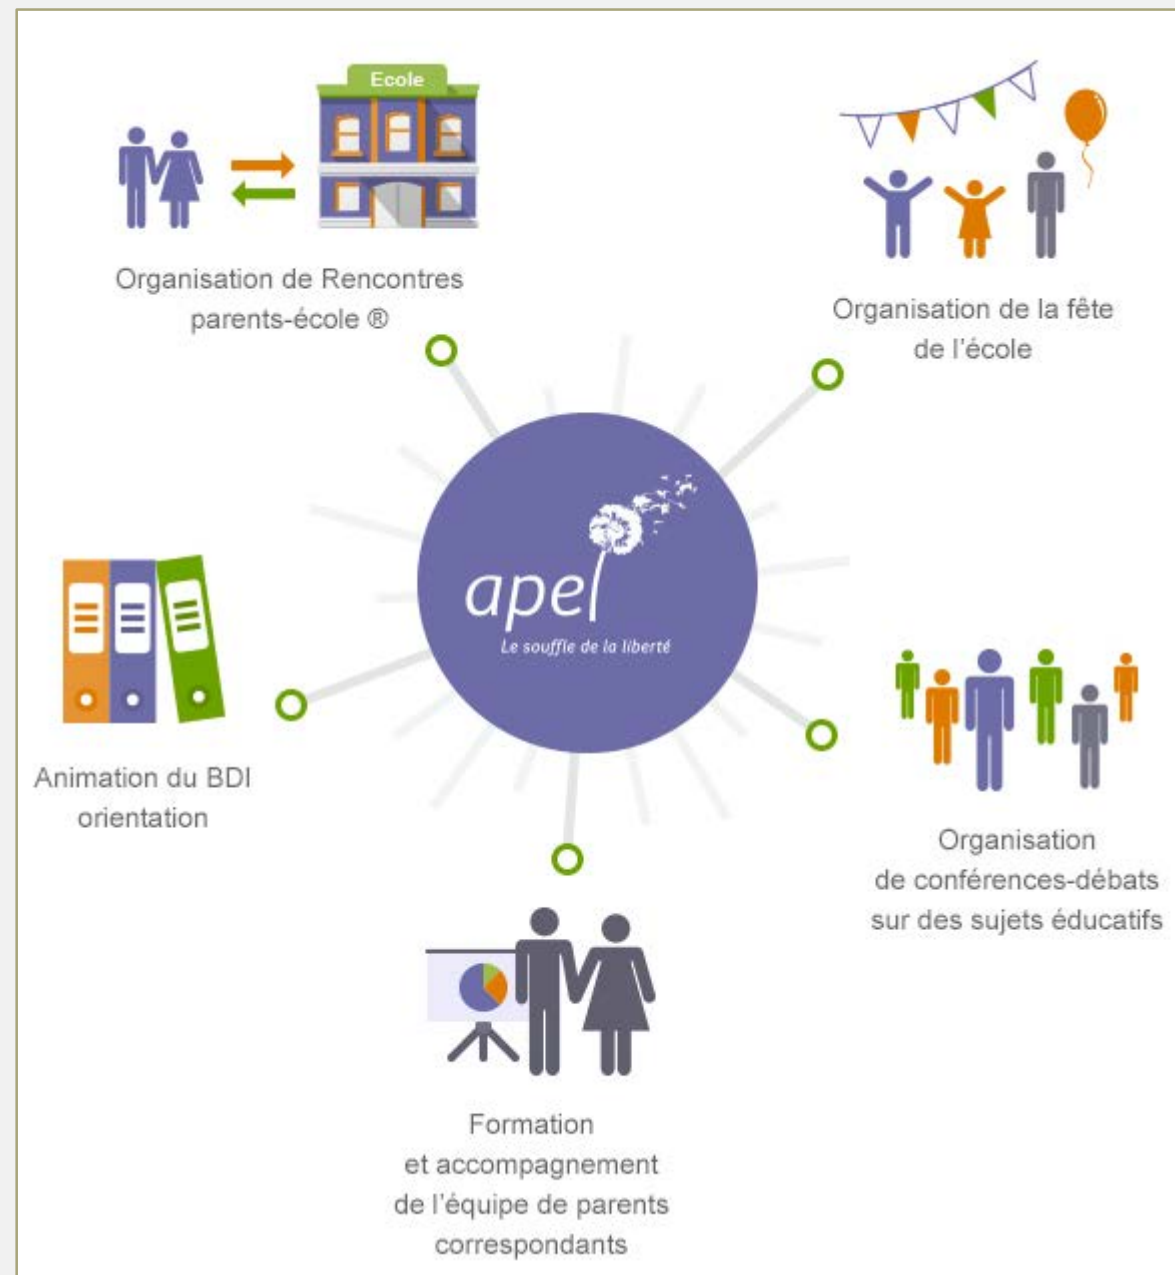 Ecole
Organisation de Rencontres
parents-école ®
Organisation de la fête
de l'école
apel
Le souffle de la liberté
Animation du BDI
orientation
Organisation
de conférences-débats
sur des sujets éducatifs
Formation
et accompagnement
de l'équipe de parents
correspondants